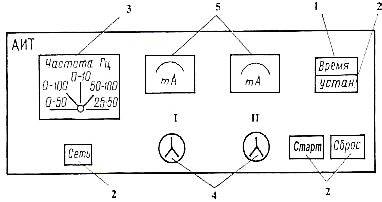 3 5 1 2
АИТ
Частота Гц
0-10
0-100 50-100
0-50 25-50
mA
mA
Время
устан
I II
Сеть
Старт
Сброс
2 4 2